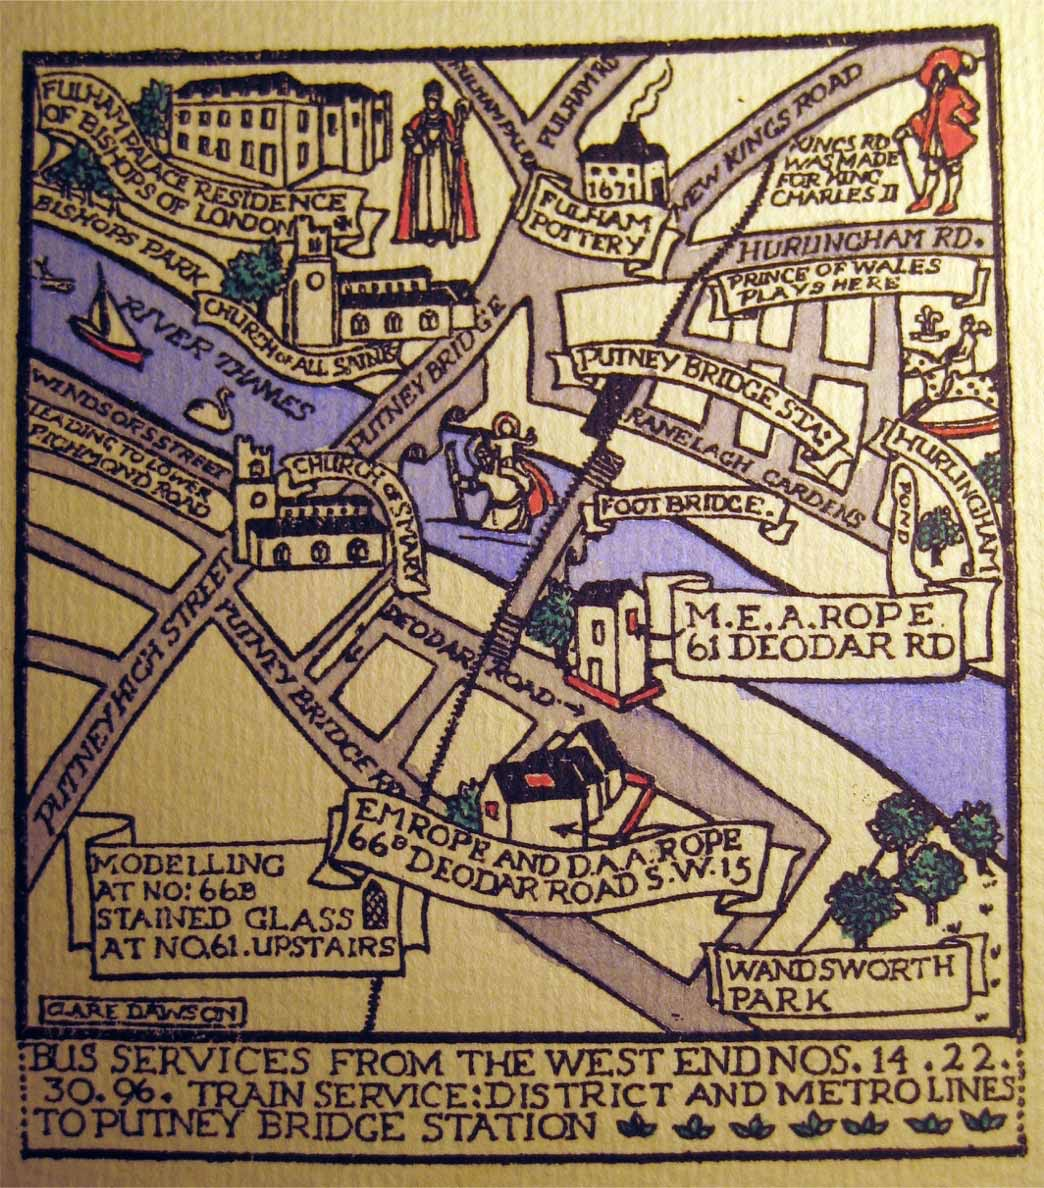 FULHAM PALACE RESIDENCE
OF BISHOPS OF LONDON
FULHAM PALACE
FULHAM RD
1671
NEW KINGS ROAD
KINGS RD
WAS MADE
FOR KING
CHARLES II
FULHAM
POTTERY
BISHOPS PARK
HURLINGHAM RD.
PRINCE OF WALES
PLAYS HERE
CHURCH OF ALL SAINTS
RIVER THAMES
PUTNEY BRIDGE
PUTNEY BRIDGE STA:
RANELAGH GARDENS
HURLINGHAM
POND
WINDSOR SSTREET
LEADING TO LOWER
RICHMOND ROAD
CHURCH OF ST MARY
FOOT BRIDGE.
M.E.A.ROPE
61 DEODAR RD
PUTNEY HIGH STREET
PUTNEY BRIDGE RD
DEODAR ROAD.
EM ROPE AND D.A.A. ROPE
66B DEODAR ROAD S.W.15
MODELLING
AT NO: 66B
STAINED GLASS
AT NO.61. UPSTAIRS
WANDSWORTH
PARK
CLARE DAWSON
BUS SERVICES FROM THE WEST END NOS. 14 .22.
30.96. TRAIN SERVICE: DISTRICT AND METRO LINES
TO PUTNEY BRIDGE STATION